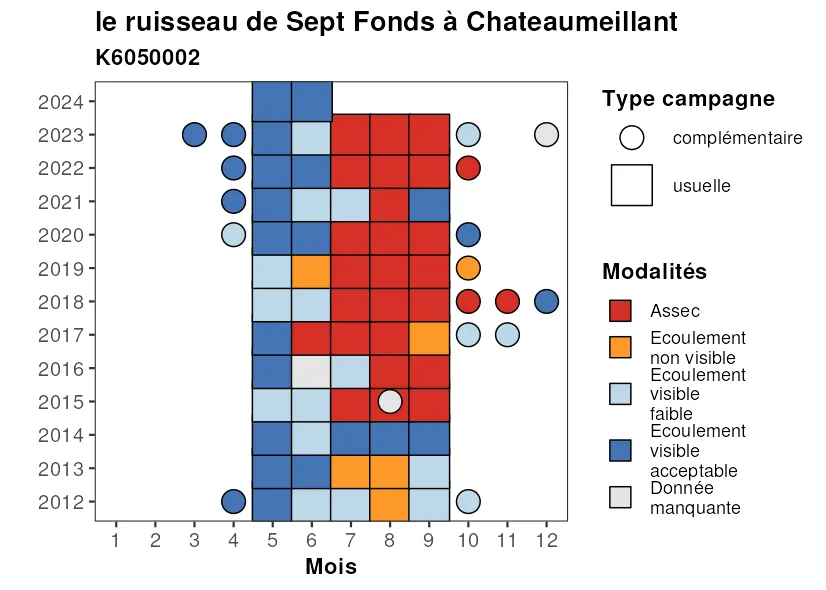 le ruisseau de Sept Fonds à Chateaumeillant
K6050002
2024
2023
2022
2021
2020
2019
2018
2017
2016
2015
2014
2013
2012
1 2 3 4 5 6 7 8 9 10 11 12
Mois
Type campagne
complémentaire
usuelle
Modalités
Assec
Ecoulement
non visible
Ecoulement
visible
faible
Ecoulement
visible
acceptable
Donnée
manquante